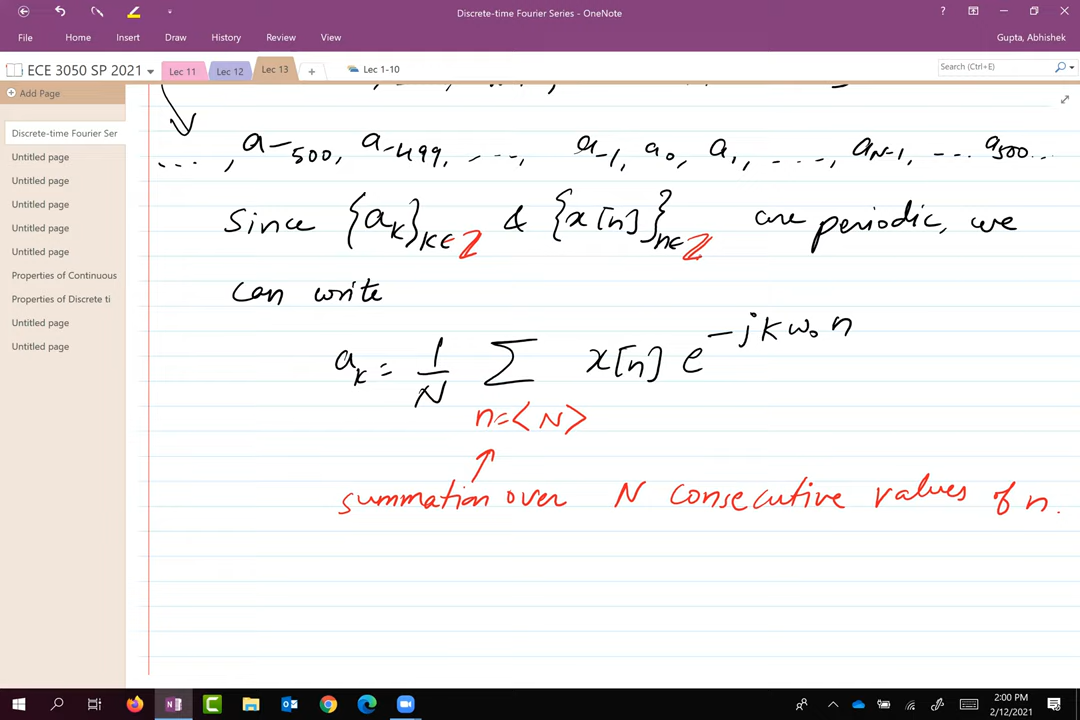 Discrete-time Fourier Series - OneNote
File Home Insert Draw History Review View
Gupta, Abhishek
ECE 3050 SP 2021
Lec 11 Lec 12 Lec 13 Lec 1-10
Search (Ctrl+E)
Add Page
Discrete-time Fourier Ser
Untitled page
Untitled page
Untitled page
Untitled page
Untitled page
Properties of Continuous
Properties of Discrete ti
Untitled page
Untitled page
..., a-500, a-499, ..., a-1, a0, a1, ...., aN-1, ... a500...
Since {ak}k∈ℤ & {x[n]}n∈ℤ are periodic, we
can write
ak = 1/N Σ x[n] e^-jkω0n
n=<N>
↑
summation over N consecutive values of n.
2:00 PM
2/12/2021